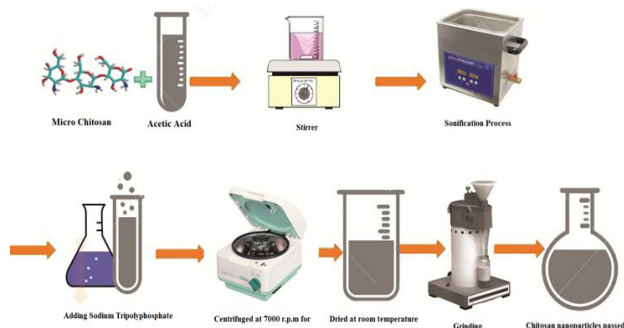 Micro Chitosan
Acetic Acid
Stirrer
Sonification Process
Adding Sodium Tripolyphosphate
Centrifuged at 7000 r.p.m for
Dried at room temperature
Grinding
Chitosan nanoparticles passed